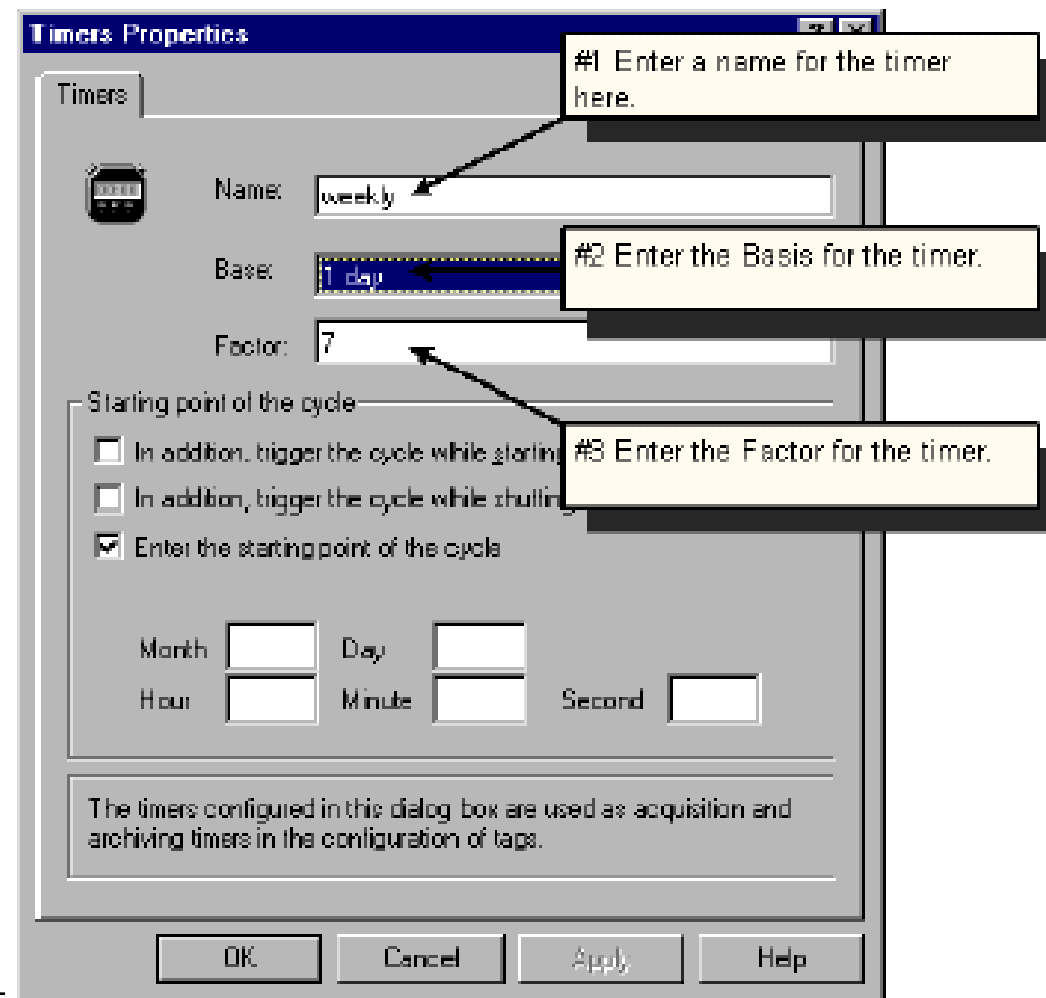 Timers Properties
#1 Enter a name for the timer
here.
Timers
Name:
weekly
#2 Enter the Basis for the timer.
Base:
1 day
Factor:
7
Starting point of the cycle
#3 Enter the Factor for the timer.
In addition, trigger the cycle while starting
In addition, trigger the cycle while shutting
Enter the starting point of the cycle
Month
Day
Hour
Minute
Second
The timers configured in this dialog box are used as acquisition and
archiving timers in the configuration of tags.
OK
Cancel
Apply
Help